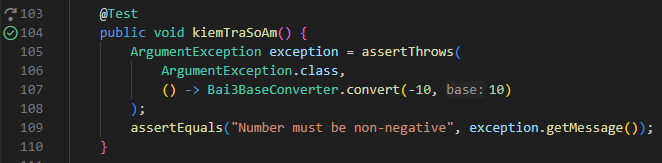 103 @Test
104 public void kiemTraSoAm() {
105 ArgumentException exception = assertThrows(
106 ArgumentException.class,
107 () -> Bai3BaseConverter.convert(-10, base: 10)
108 );
109 assertEquals("Number must be non-negative", exception.getMessage());
110 }
111